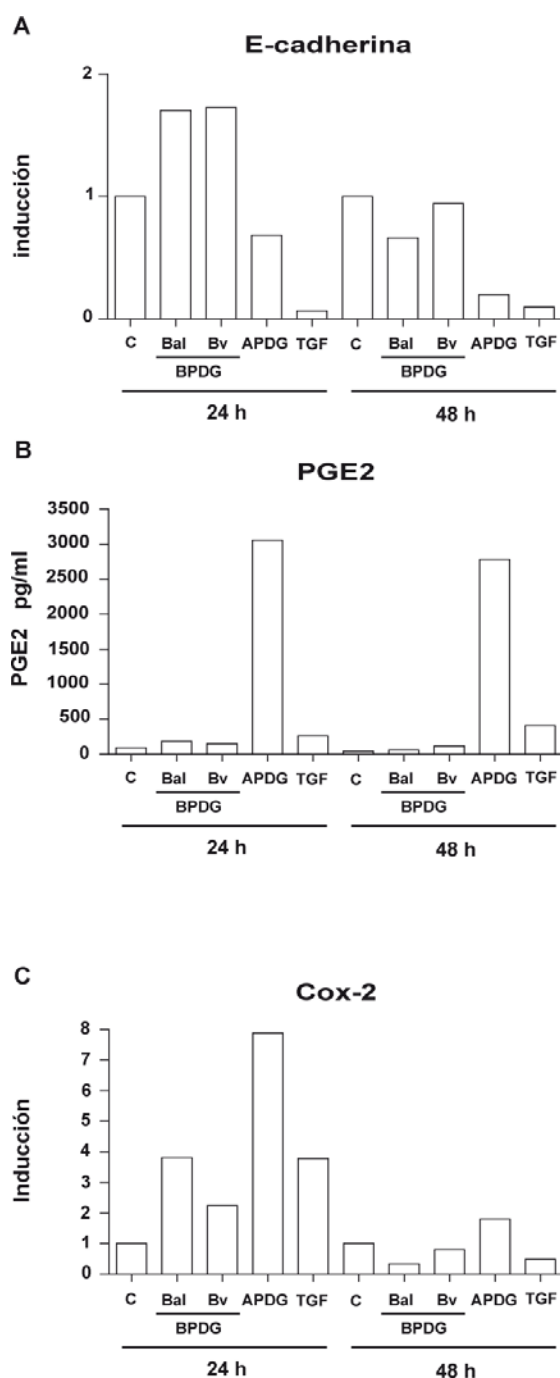 A
E-cadherina
inducción
2
1
0
C Bal Bv APDG TGF C Bal Bv APDG TGF
BPDG BPDG
24 h 48 h
B
PGE2
PGE2 pg/ml
3500
3000
2500
2000
1500
1000
500
0
C Bal Bv APDG TGF C Bal Bv APDG TGF
BPDG BPDG
24 h 48 h
C
Cox-2
Inducción
8
7
6
5
4
3
2
1
0
C Bal Bv APDG TGF C Bal Bv APDG TGF
BPDG BPDG
24 h 48 h